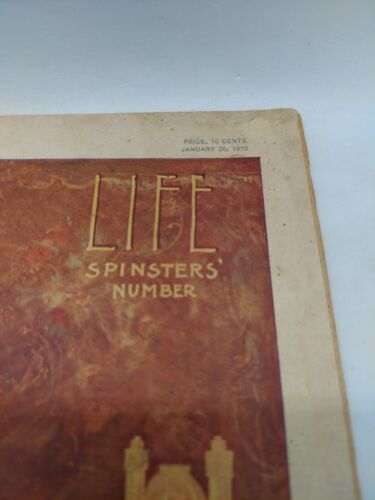 PRICE, 10 CENTS
JANUARY 20, 1910
LIFE
SPINSTERS'
NUMBER